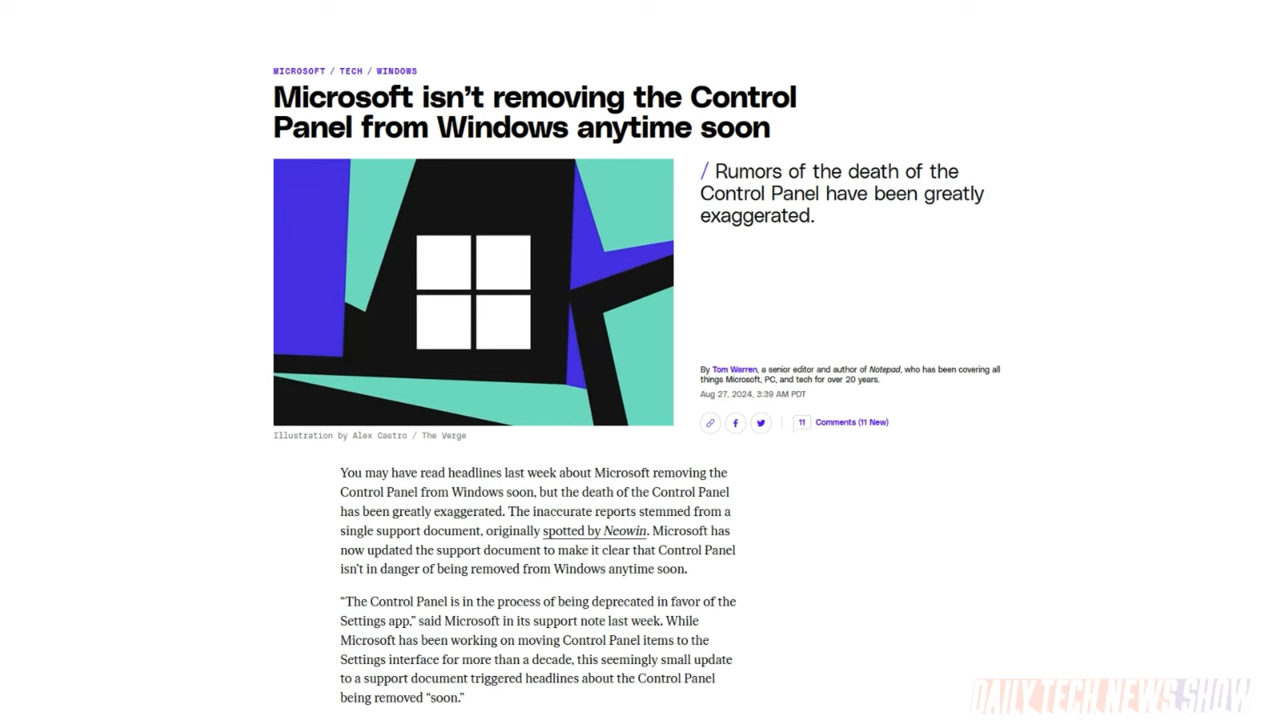 MICROSOFT / TECH / WINDOWS
Microsoft isn’t removing the Control
Panel from Windows anytime soon
/ Rumors of the death of the
Control Panel have been greatly
exaggerated.
By Tom Warren, a senior editor and author of Notepad, who has been covering all
things Microsoft, PC, and tech for over 20 years.
Aug 27, 2024, 3:39 AM PDT
11 Comments (11 New)
Illustration by Alex Castro / The Verge
You may have read headlines last week about Microsoft removing the
Control Panel from Windows soon, but the death of the Control Panel
has been greatly exaggerated. The inaccurate reports stemmed from a
single support document, originally spotted by Neowin. Microsoft has
now updated the support document to make it clear that Control Panel
isn’t in danger of being removed from Windows anytime soon.
“The Control Panel is in the process of being deprecated in favor of the
Settings app,” said Microsoft in its support note last week. While
Microsoft has been working on moving Control Panel items to the
Settings interface for more than a decade, this seemingly small update
to a support document triggered headlines about the Control Panel
being removed “soon.”
DAILY TECH NEWS SHOW